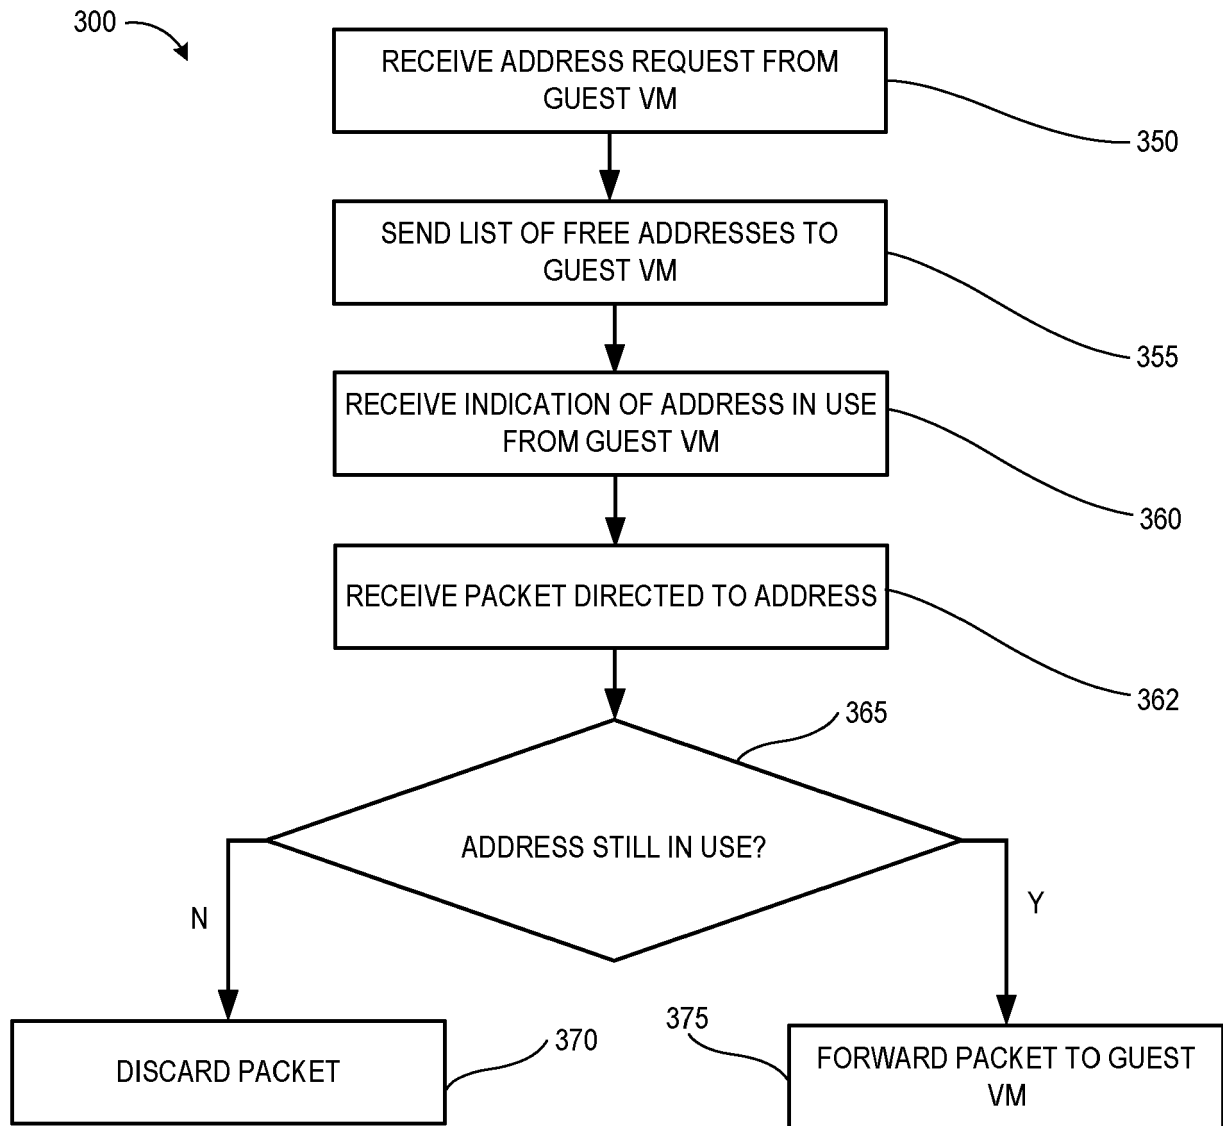 300
RECEIVE ADDRESS REQUEST FROM
GUEST VM
350
SEND LIST OF FREE ADDRESSES TO
GUEST VM
355
RECEIVE INDICATION OF ADDRESS IN USE
FROM GUEST VM
360
RECEIVE PACKET DIRECTED TO ADDRESS
362
365
ADDRESS STILL IN USE?
N
Y
DISCARD PACKET
370
375
FORWARD PACKET TO GUEST
VM